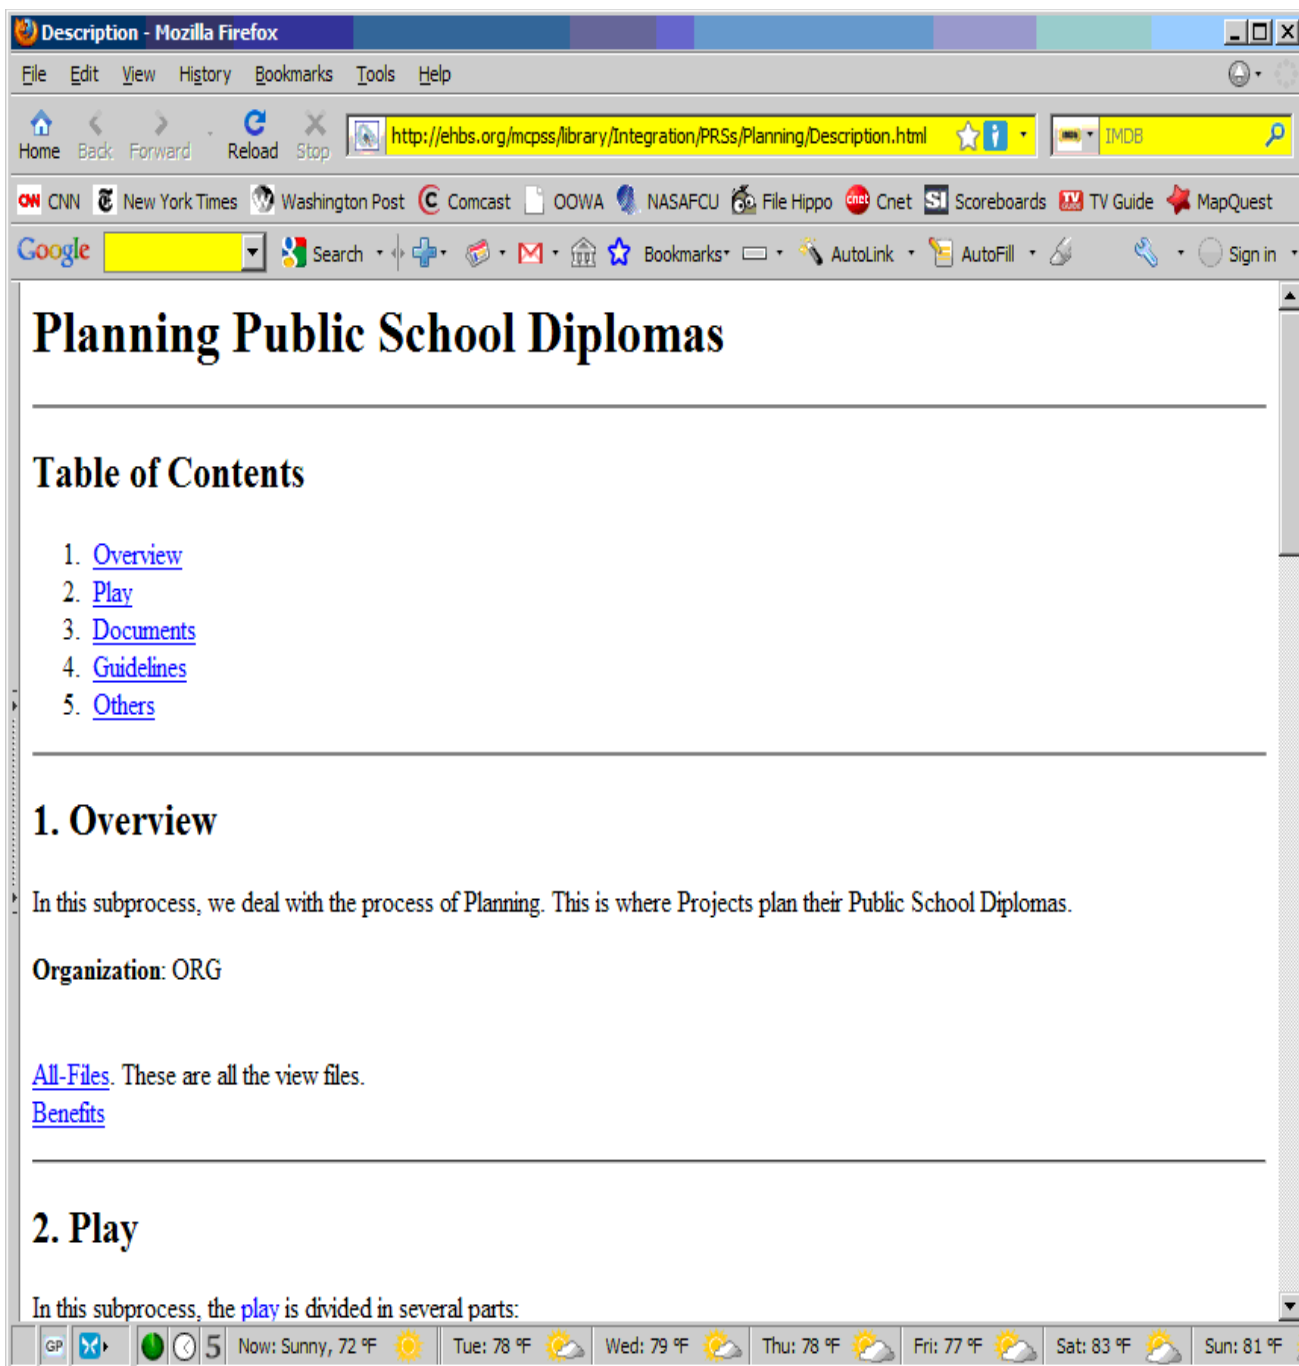 Description - Mozilla Firefox
File Edit View History Bookmarks Tools Help
Home Back Forward Reload Stop http://ehbs.org/mcpss/library/Integration/PRSs/Planning/Description.html IMDB
CNN CNN New York Times Washington Post Comcast OOWA NASAFCU File Hippo cnet Cnet SI Scoreboards TV Guide MapQuest
Google Search Bookmarks AutoLink AutoFill Sign in
Planning Public School Diplomas
Table of Contents
1. Overview
2. Play
3. Documents
4. Guidelines
5. Others
1. Overview
In this subprocess, we deal with the process of Planning. This is where Projects plan their Public School Diplomas.
Organization: ORG
All-Files. These are all the view files.
Benefits
2. Play
In this subprocess, the play is divided in several parts:
GP 5 Now: Sunny, 72 °F Tue: 78 °F Wed: 79 °F Thu: 78 °F Fri: 77 °F Sat: 83 °F Sun: 81 °F